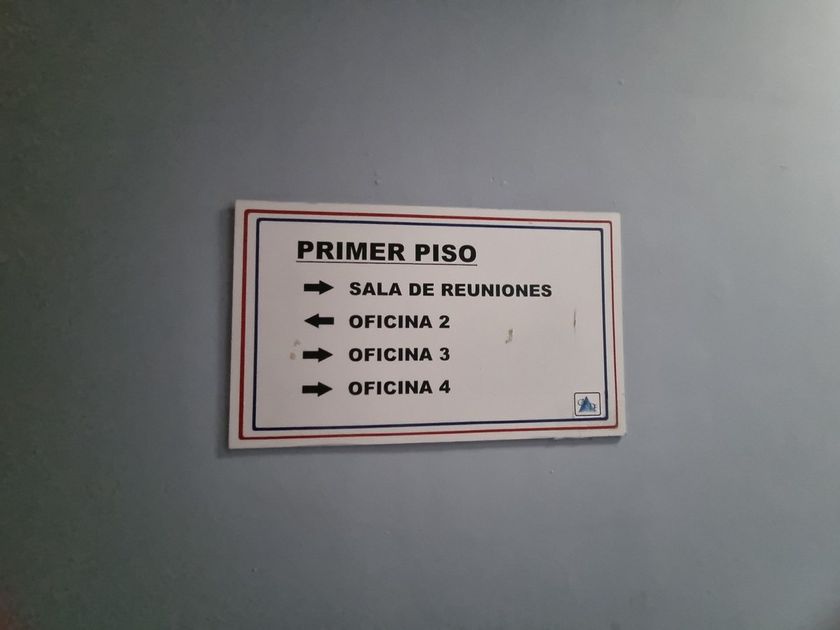 PRIMER PISO
SALA DE REUNIONES
OFICINA 2
OFICINA 3
OFICINA 4